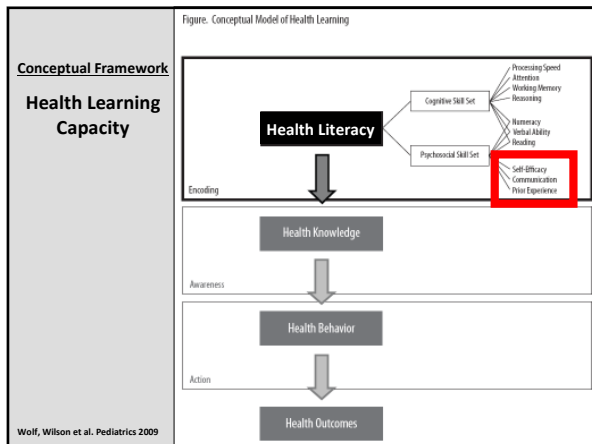 Conceptual Framework
Health Learning
Capacity
Wolf, Wilson et al. Pediatrics 2009
Figure. Conceptual Model of Health Learning
Health Literacy
Cognitive Skill Set
Processing Speed
Attention
Working Memory
Reasoning
Numeracy
Verbal Ability
Reading
Psychosocial Skill Set
Self-Efficacy
Communication
Prior Experience
Encoding
Health Knowledge
Awareness
Health Behavior
Action
Health Outcomes